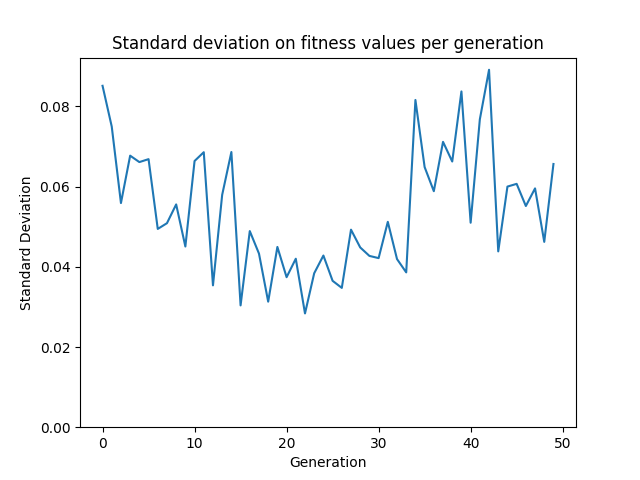 Standard deviation on fitness values per generation
0.08
0.06
0.04
0.02
0.00
Standard Deviation
0 10 20 30 40 50
Generation